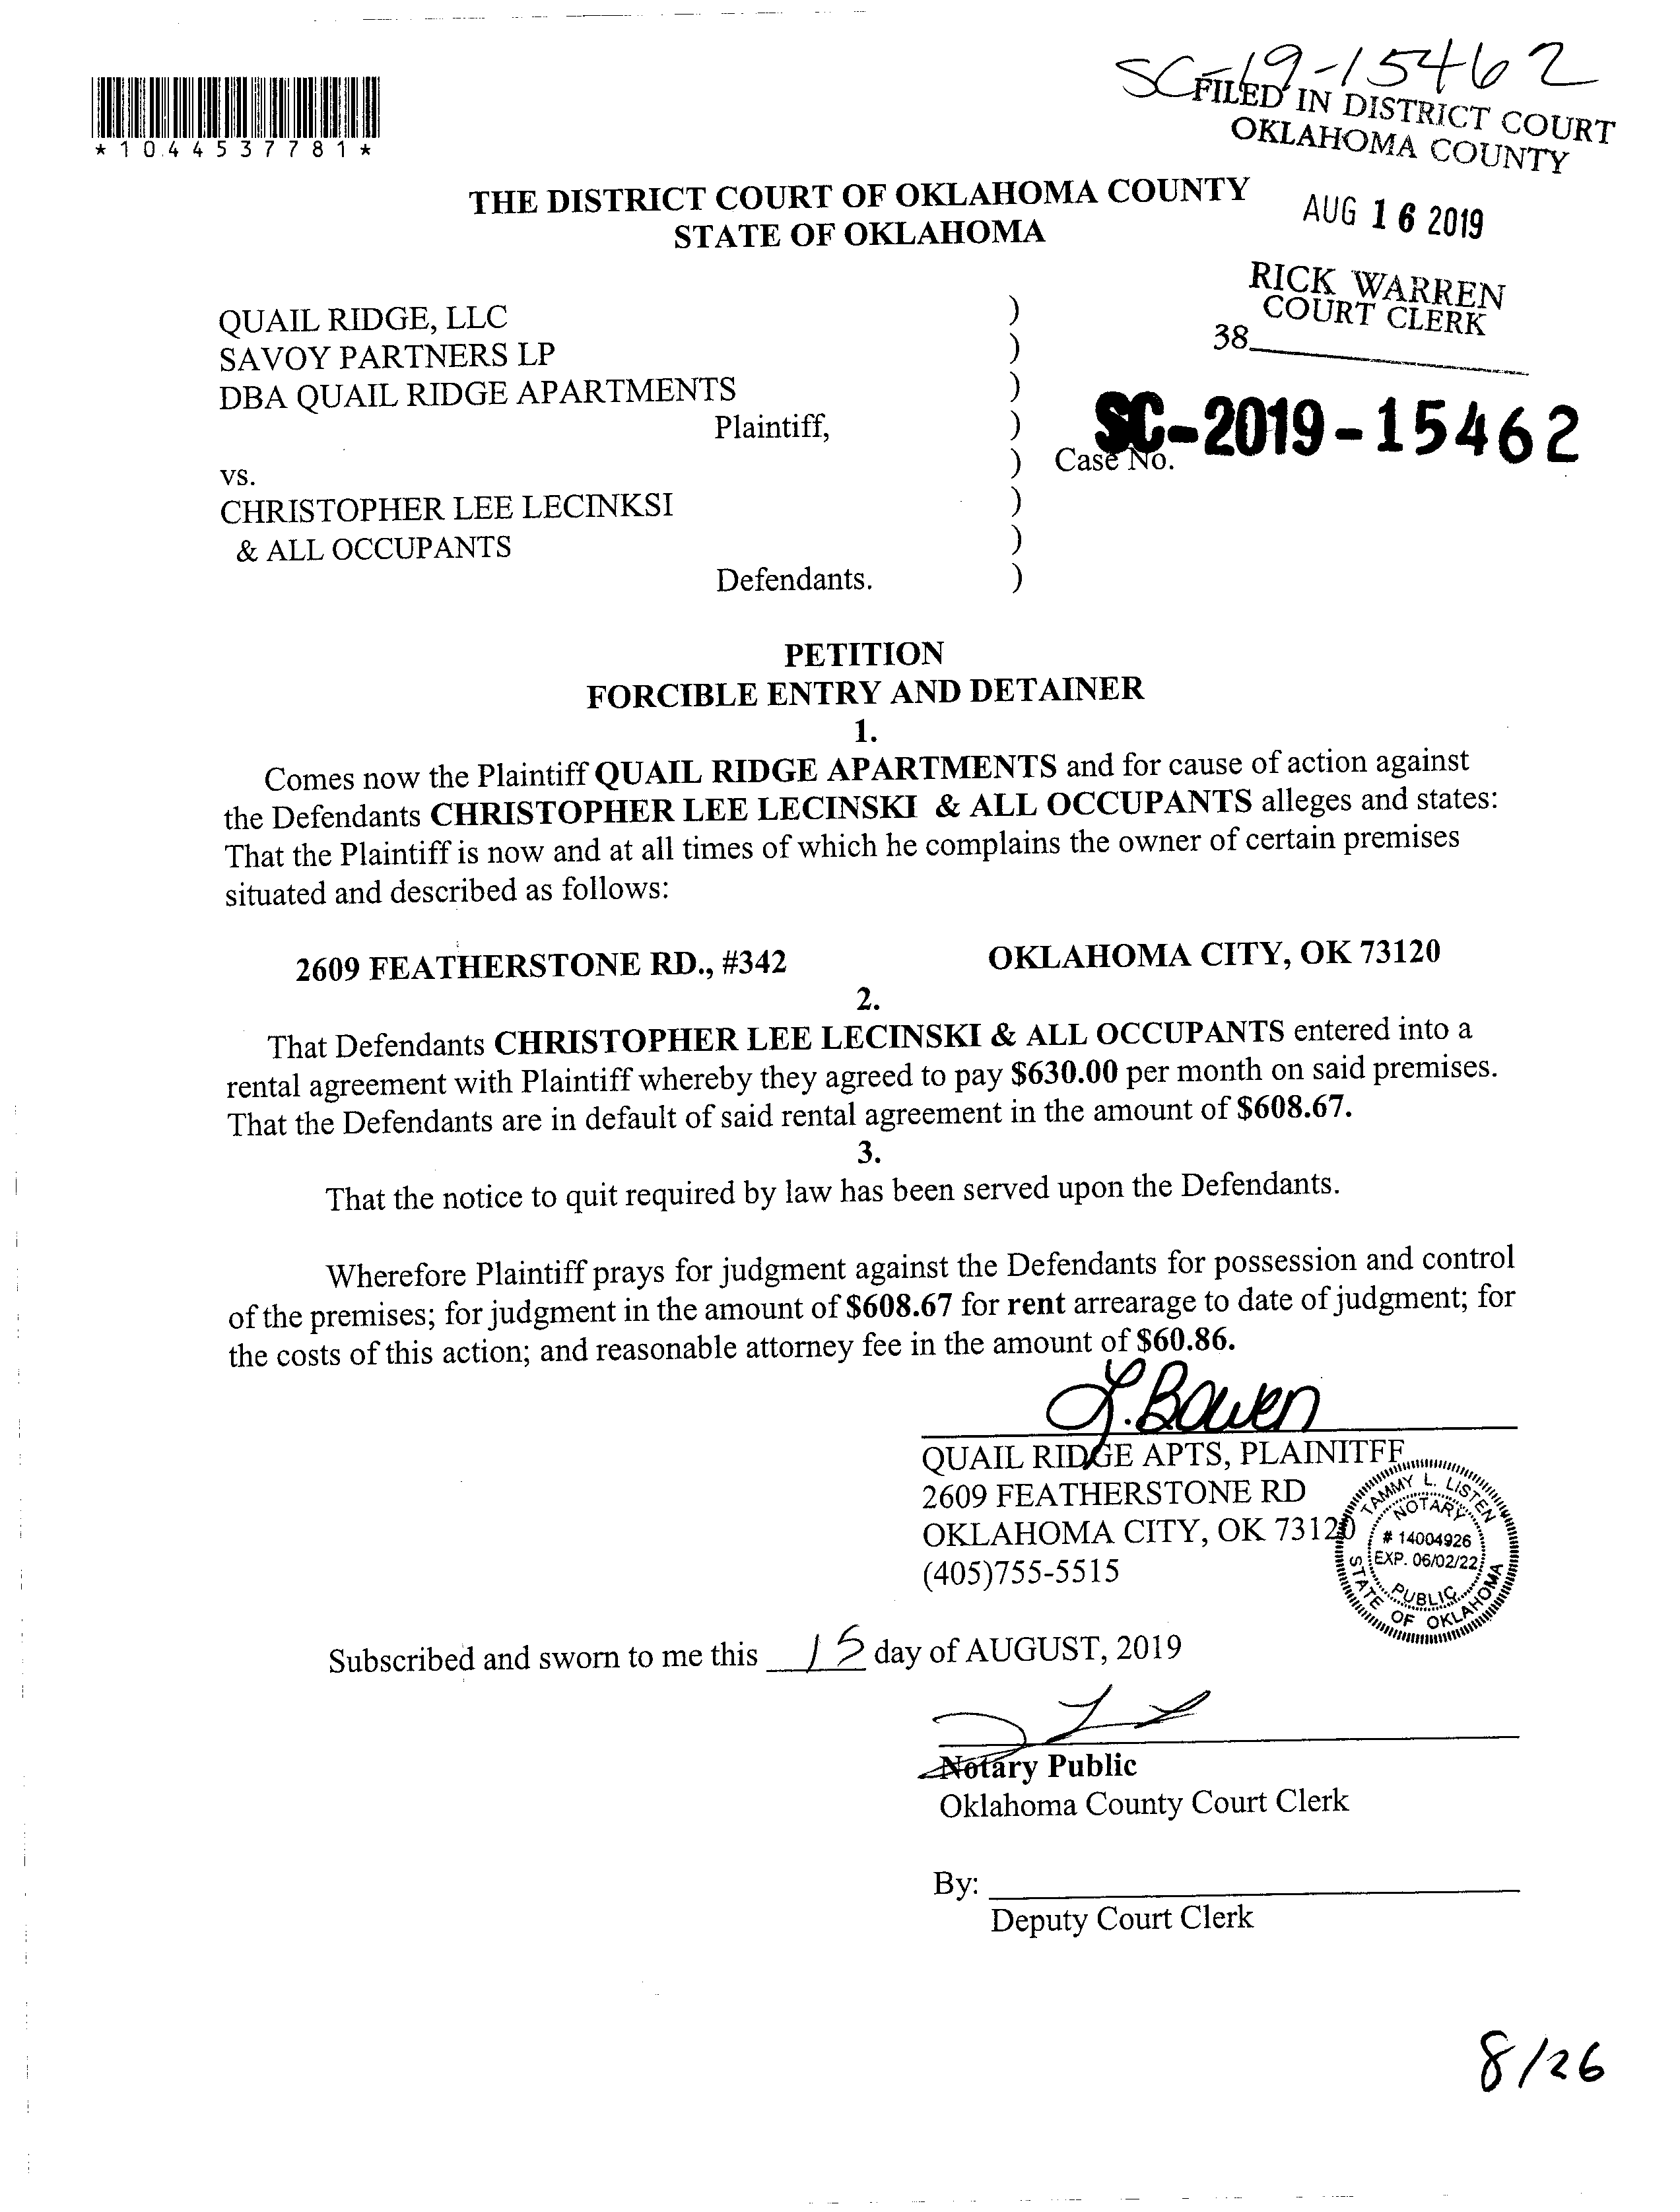 SC-19-15462
FILED IN DISTRICT COURT
OKLAHOMA COUNTY
*1044537781*
THE DISTRICT COURT OF OKLAHOMA COUNTY
STATE OF OKLAHOMA
AUG 16 2019
RICK WARREN
COURT CLERK
38
QUAIL RIDGE, LLC )
SAVOY PARTNERS LP )
DBA QUAIL RIDGE APARTMENTS )
Plaintiff, )
) Case No. SC-2019-15462
vs.
CHRISTOPHER LEE LECINKSI )
& ALL OCCUPANTS )
Defendants. )
PETITION
FORCIBLE ENTRY AND DETAINER
1.
Comes now the Plaintiff QUAIL RIDGE APARTMENTS and for cause of action against
the Defendants CHRISTOPHER LEE LECINSKI & ALL OCCUPANTS alleges and states:
That the Plaintiff is now and at all times of which he complains the owner of certain premises
situated and described as follows:
2609 FEATHERSTONE RD., #342 OKLAHOMA CITY, OK 73120
2.
That Defendants CHRISTOPHER LEE LECINSKI & ALL OCCUPANTS entered into a
rental agreement with Plaintiff whereby they agreed to pay $630.00 per month on said premises.
That the Defendants are in default of said rental agreement in the amount of $608.67.
3.
That the notice to quit required by law has been served upon the Defendants.
Wherefore Plaintiff prays for judgment against the Defendants for possession and control
of the premises; for judgment in the amount of $608.67 for rent arrearage to date of judgment; for
the costs of this action; and reasonable attorney fee in the amount of $60.86.
L. Bowen
QUAIL RIDGE APTS, PLAINITFF
2609 FEATHERSTONE RD
OKLAHOMA CITY, OK 73120
(405)755-5515
TAMMY L. LISTEN
NOTARY
# 14004926
EXP. 06/02/22
PUBLIC
STATE OF OKLAHOMA
Subscribed and sworn to me this 15 day of AUGUST, 2019
Notary Public
Oklahoma County Court Clerk
By:
Deputy Court Clerk
8/26